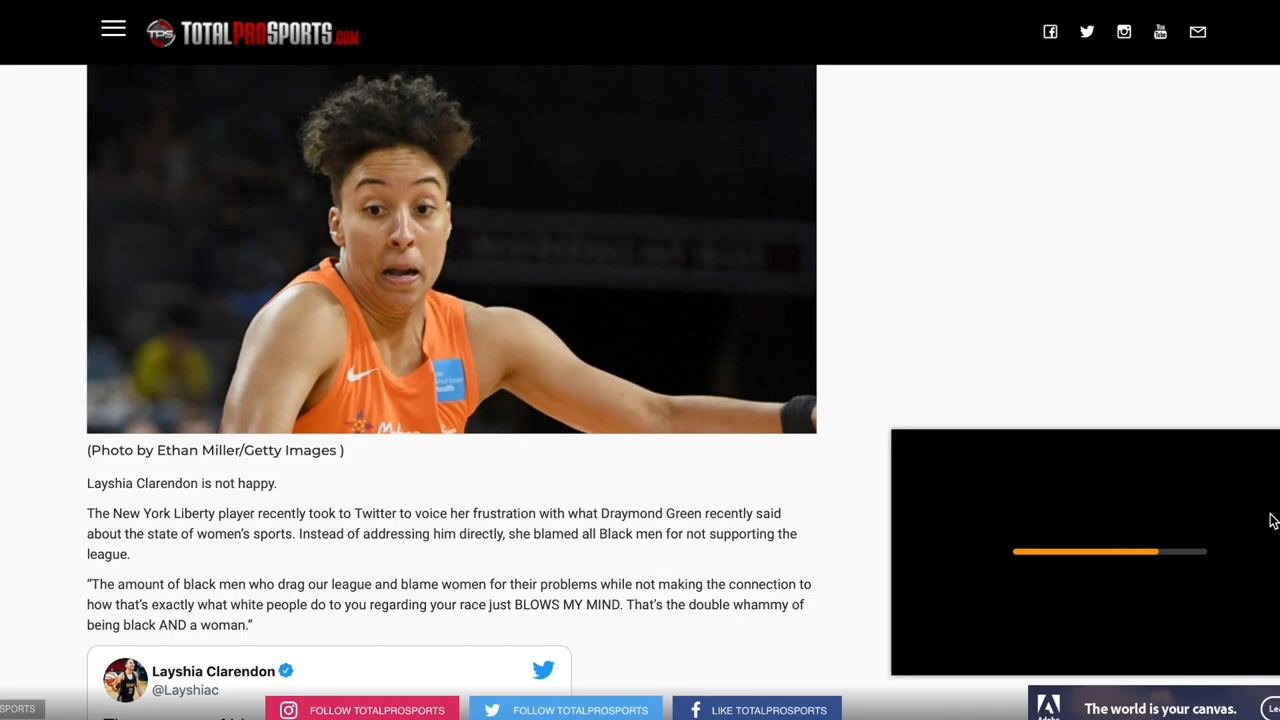 TPS TOTALPROSPORTS.COM
You Tube
(Photo by Ethan Miller/Getty Images )
Layshia Clarendon is not happy.
The New York Liberty player recently took to Twitter to voice her frustration with what Draymond Green recently said
about the state of women’s sports. Instead of addressing him directly, she blamed all Black men for not supporting the
league.
“The amount of black men who drag our league and blame women for their problems while not making the connection to
how that’s exactly what white people do to you regarding your race just BLOWS MY MIND. That’s the double whammy of
being black AND a woman.”
Layshia Clarendon
@Layshiac
SPORTS
FOLLOW TOTALPROSPORTS
FOLLOW TOTALPROSPORTS
LIKE TOTALPROSPORTS
Adobe
The world is your canvas.